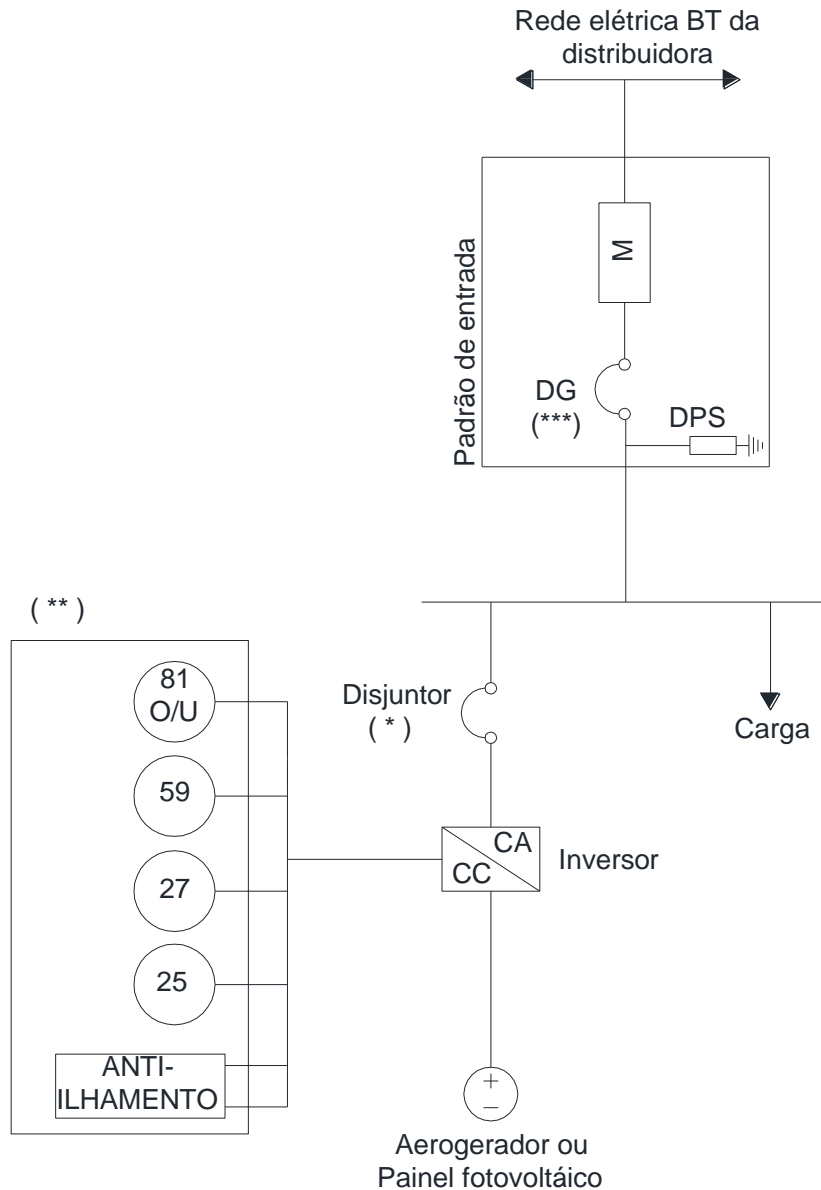 Rede elétrica BT da
distribuidora
Padrão de entrada
M
DG
(***)
DPS
( ** )
81
O/U
59
27
25
ANTI-
ILHAMENTO
Disjuntor
( * )
Carga
CA
CC
Inversor
+
–
Aerogerador ou
Painel fotovoltáico